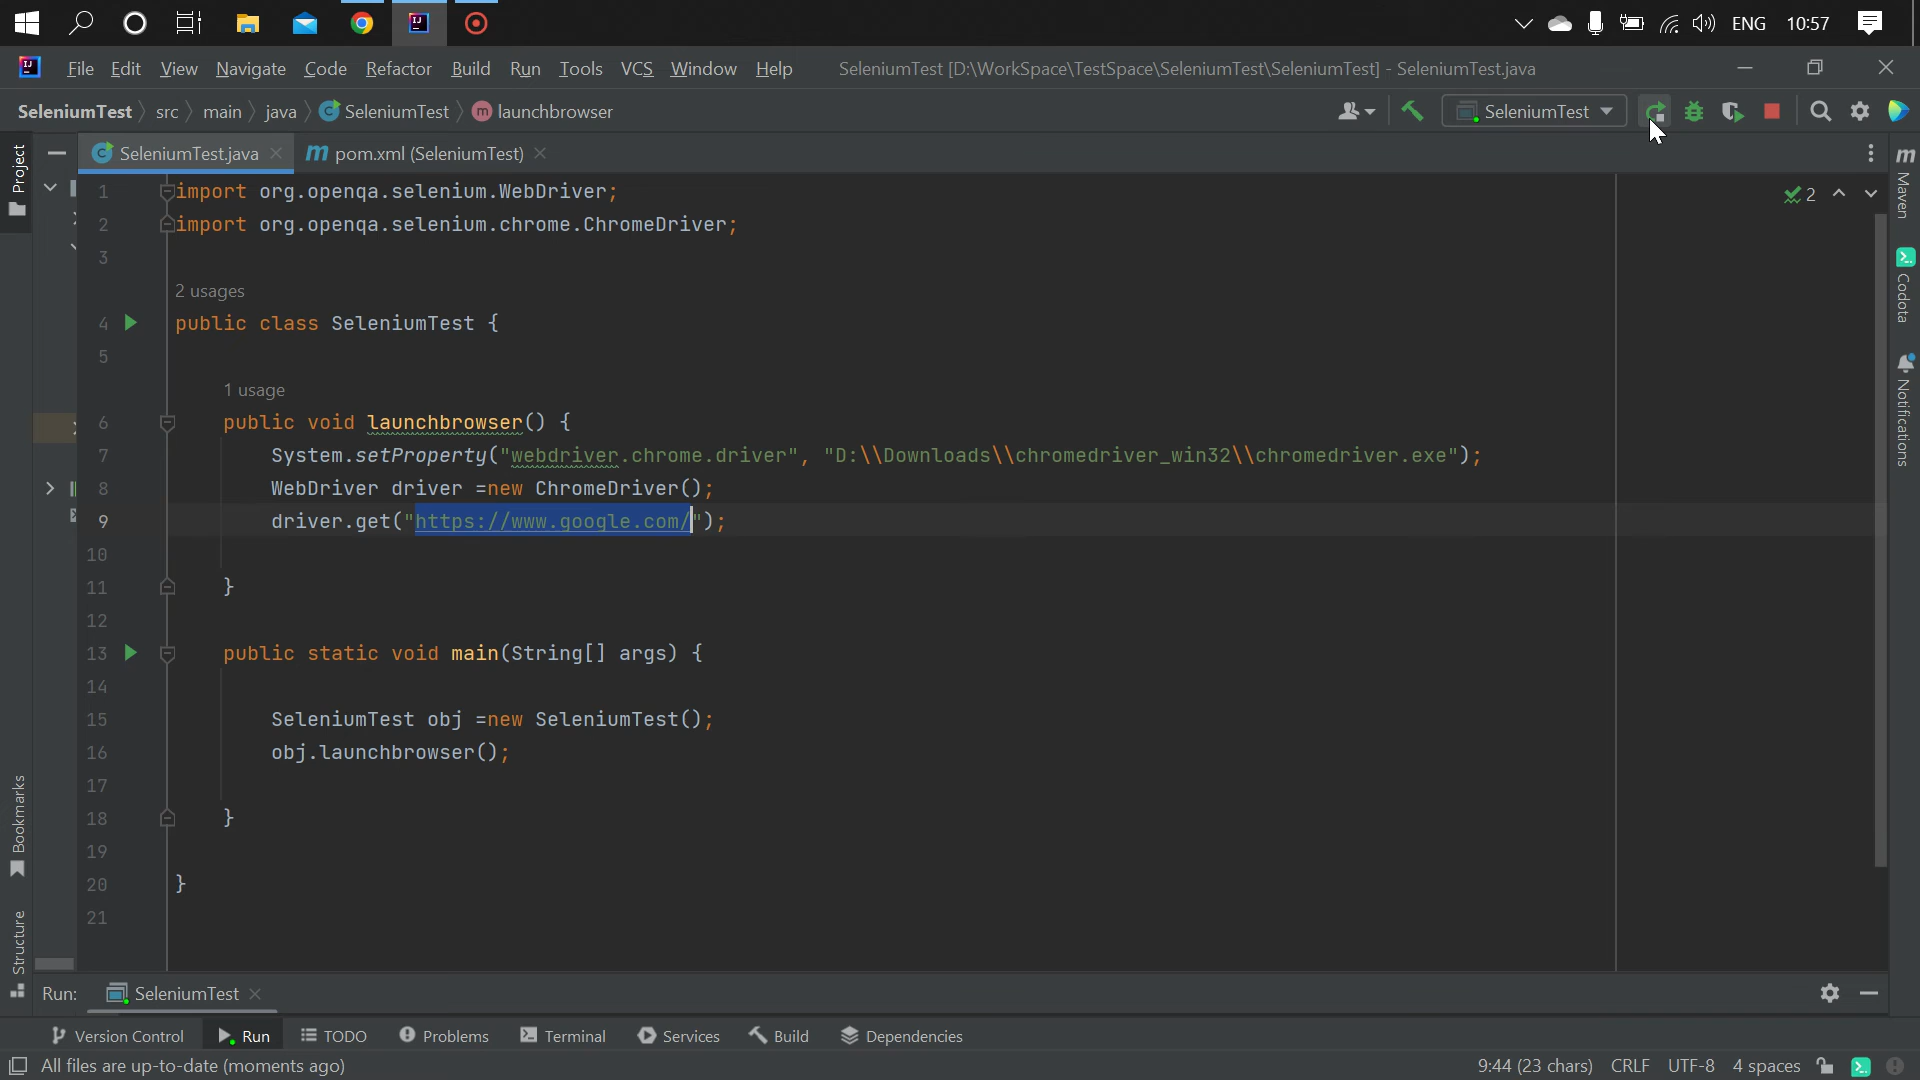 ENG 10:57
File Edit View Navigate Code Refactor Build Run Tools VCS Window Help SeleniumTest [D:\WorkSpace\TestSpace\SeleniumTest\SeleniumTest] - SeleniumTest.java
SeleniumTest src main java SeleniumTest launchbrowser SeleniumTest
SeleniumTest.java pom.xml (SeleniumTest)
Project
Maven
Codota
Notifications
2
1 import org.openqa.selenium.WebDriver;
2 import org.openqa.selenium.chrome.ChromeDriver;
3
2 usages
4 public class SeleniumTest {
5
1 usage
6 public void launchbrowser() {
7 System.setProperty("webdriver.chrome.driver", "D:\\Downloads\\chromedriver_win32\\chromedriver.exe");
8 WebDriver driver =new ChromeDriver();
9 driver.get("https://www.google.com/");
10
11 }
12
13 public static void main(String[] args) {
14
15 SeleniumTest obj =new SeleniumTest();
16 obj.launchbrowser();
17
18 }
19
20 }
21
Bookmarks
Structure
Run: SeleniumTest
Version Control Run TODO Problems Terminal Services Build Dependencies
All files are up-to-date (moments ago) 9:44 (23 chars) CRLF UTF-8 4 spaces